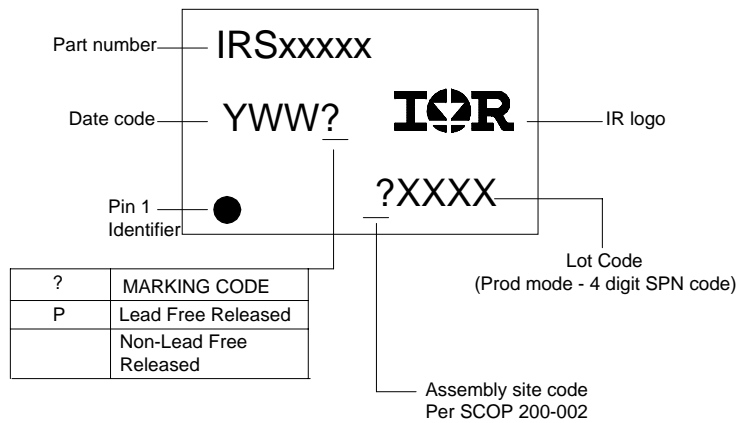 Part number
IRSxxxxx
Date code
YWW?
IOR
IR logo
?XXXX
Pin 1
Identifier
Lot Code
(Prod mode - 4 digit SPN code)
? MARKING CODE
P Lead Free Released
Non-Lead Free
Released
Assembly site code
Per SCOP 200-002